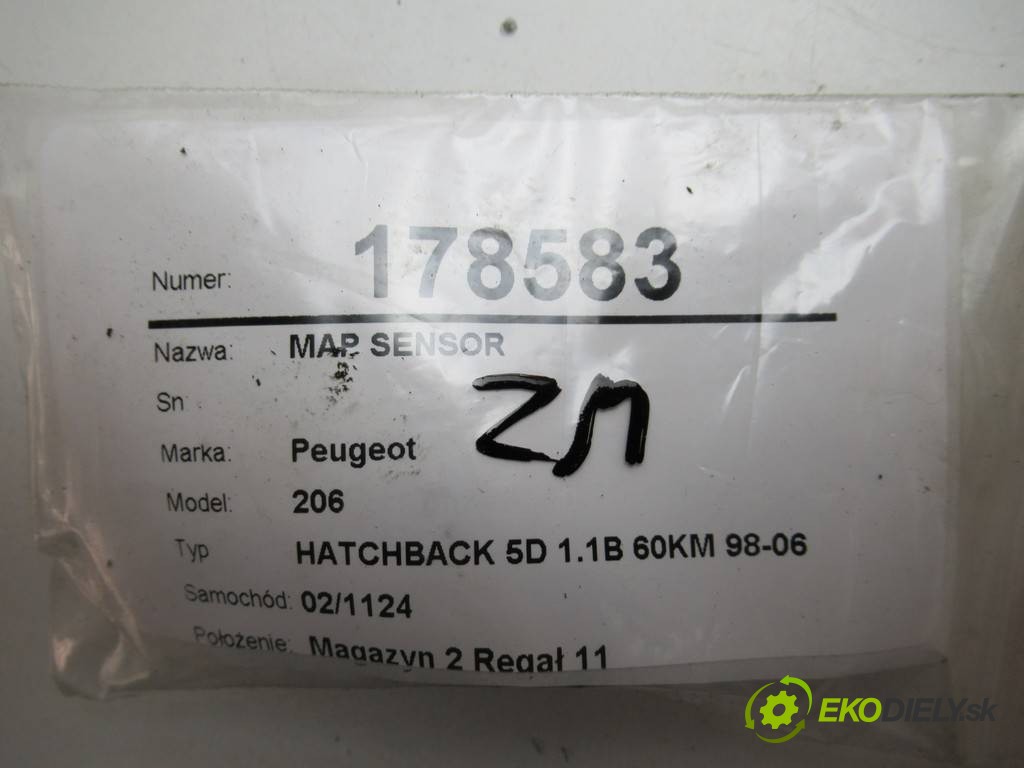 Numer: 178583
Nazwa: MAP SENSOR
Sn
ZM
Marka: Peugeot
Model: 206
Typ HATCHBACK 5D 1.1B 60KM 98-06
Samochód: 02/1124
Położenie: Magazyn 2 Regał 11
EKODIELY.sk